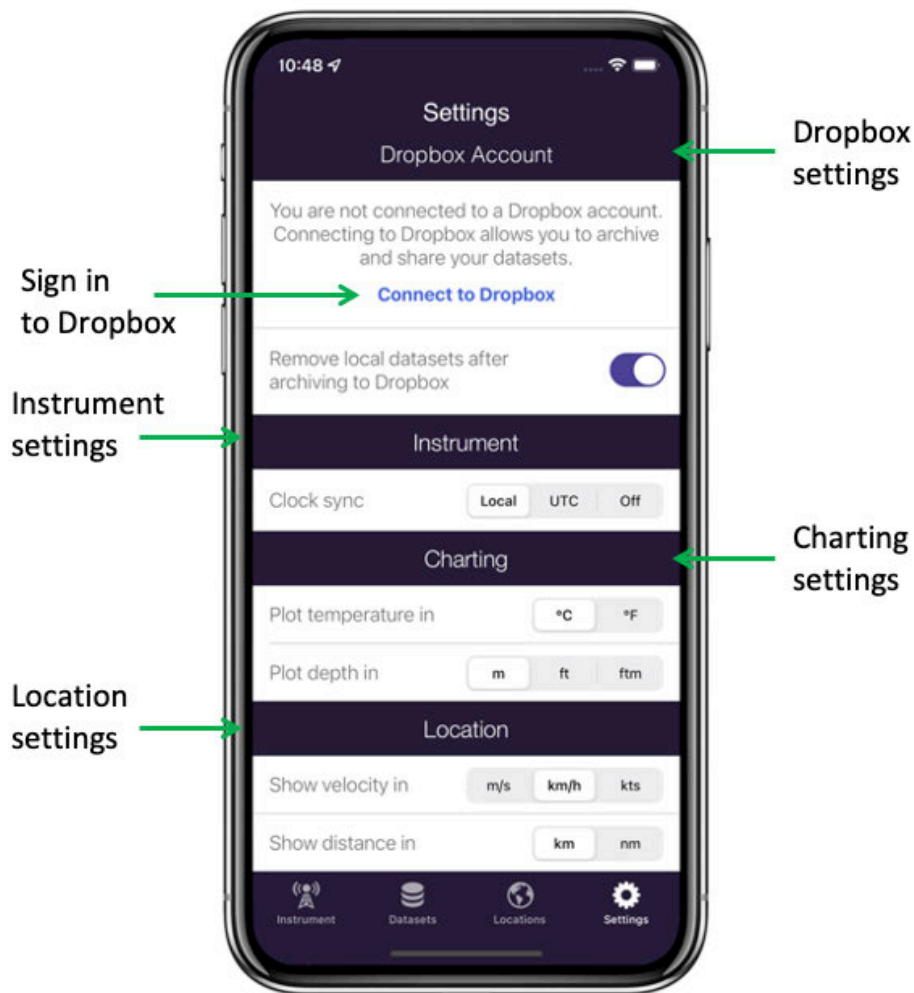 10:48
Settings
Dropbox Account
Dropbox
settings
You are not connected to a Dropbox account.
Connecting to Dropbox allows you to archive
and share your datasets.
Sign in
to Dropbox
Connect to Dropbox
Remove local datasets after
archiving to Dropbox
Instrument
settings
Instrument
Clock sync Local UTC Off
Charting
Charting
settings
Plot temperature in °C °F
Plot depth in m ft ftm
Location
settings
Location
Show velocity in m/s km/h kts
Show distance in km nm
Instrument Datasets Locations Settings